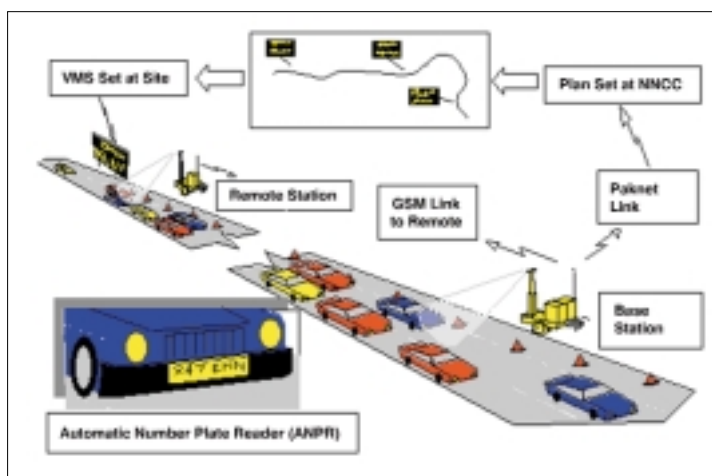 VMS Set at Site
Plan Set at NNCC
Remote Station
GSM Link
to Remote
Paknet
Link
Base
Station
Automatic Number Plate Reader (ANPR)